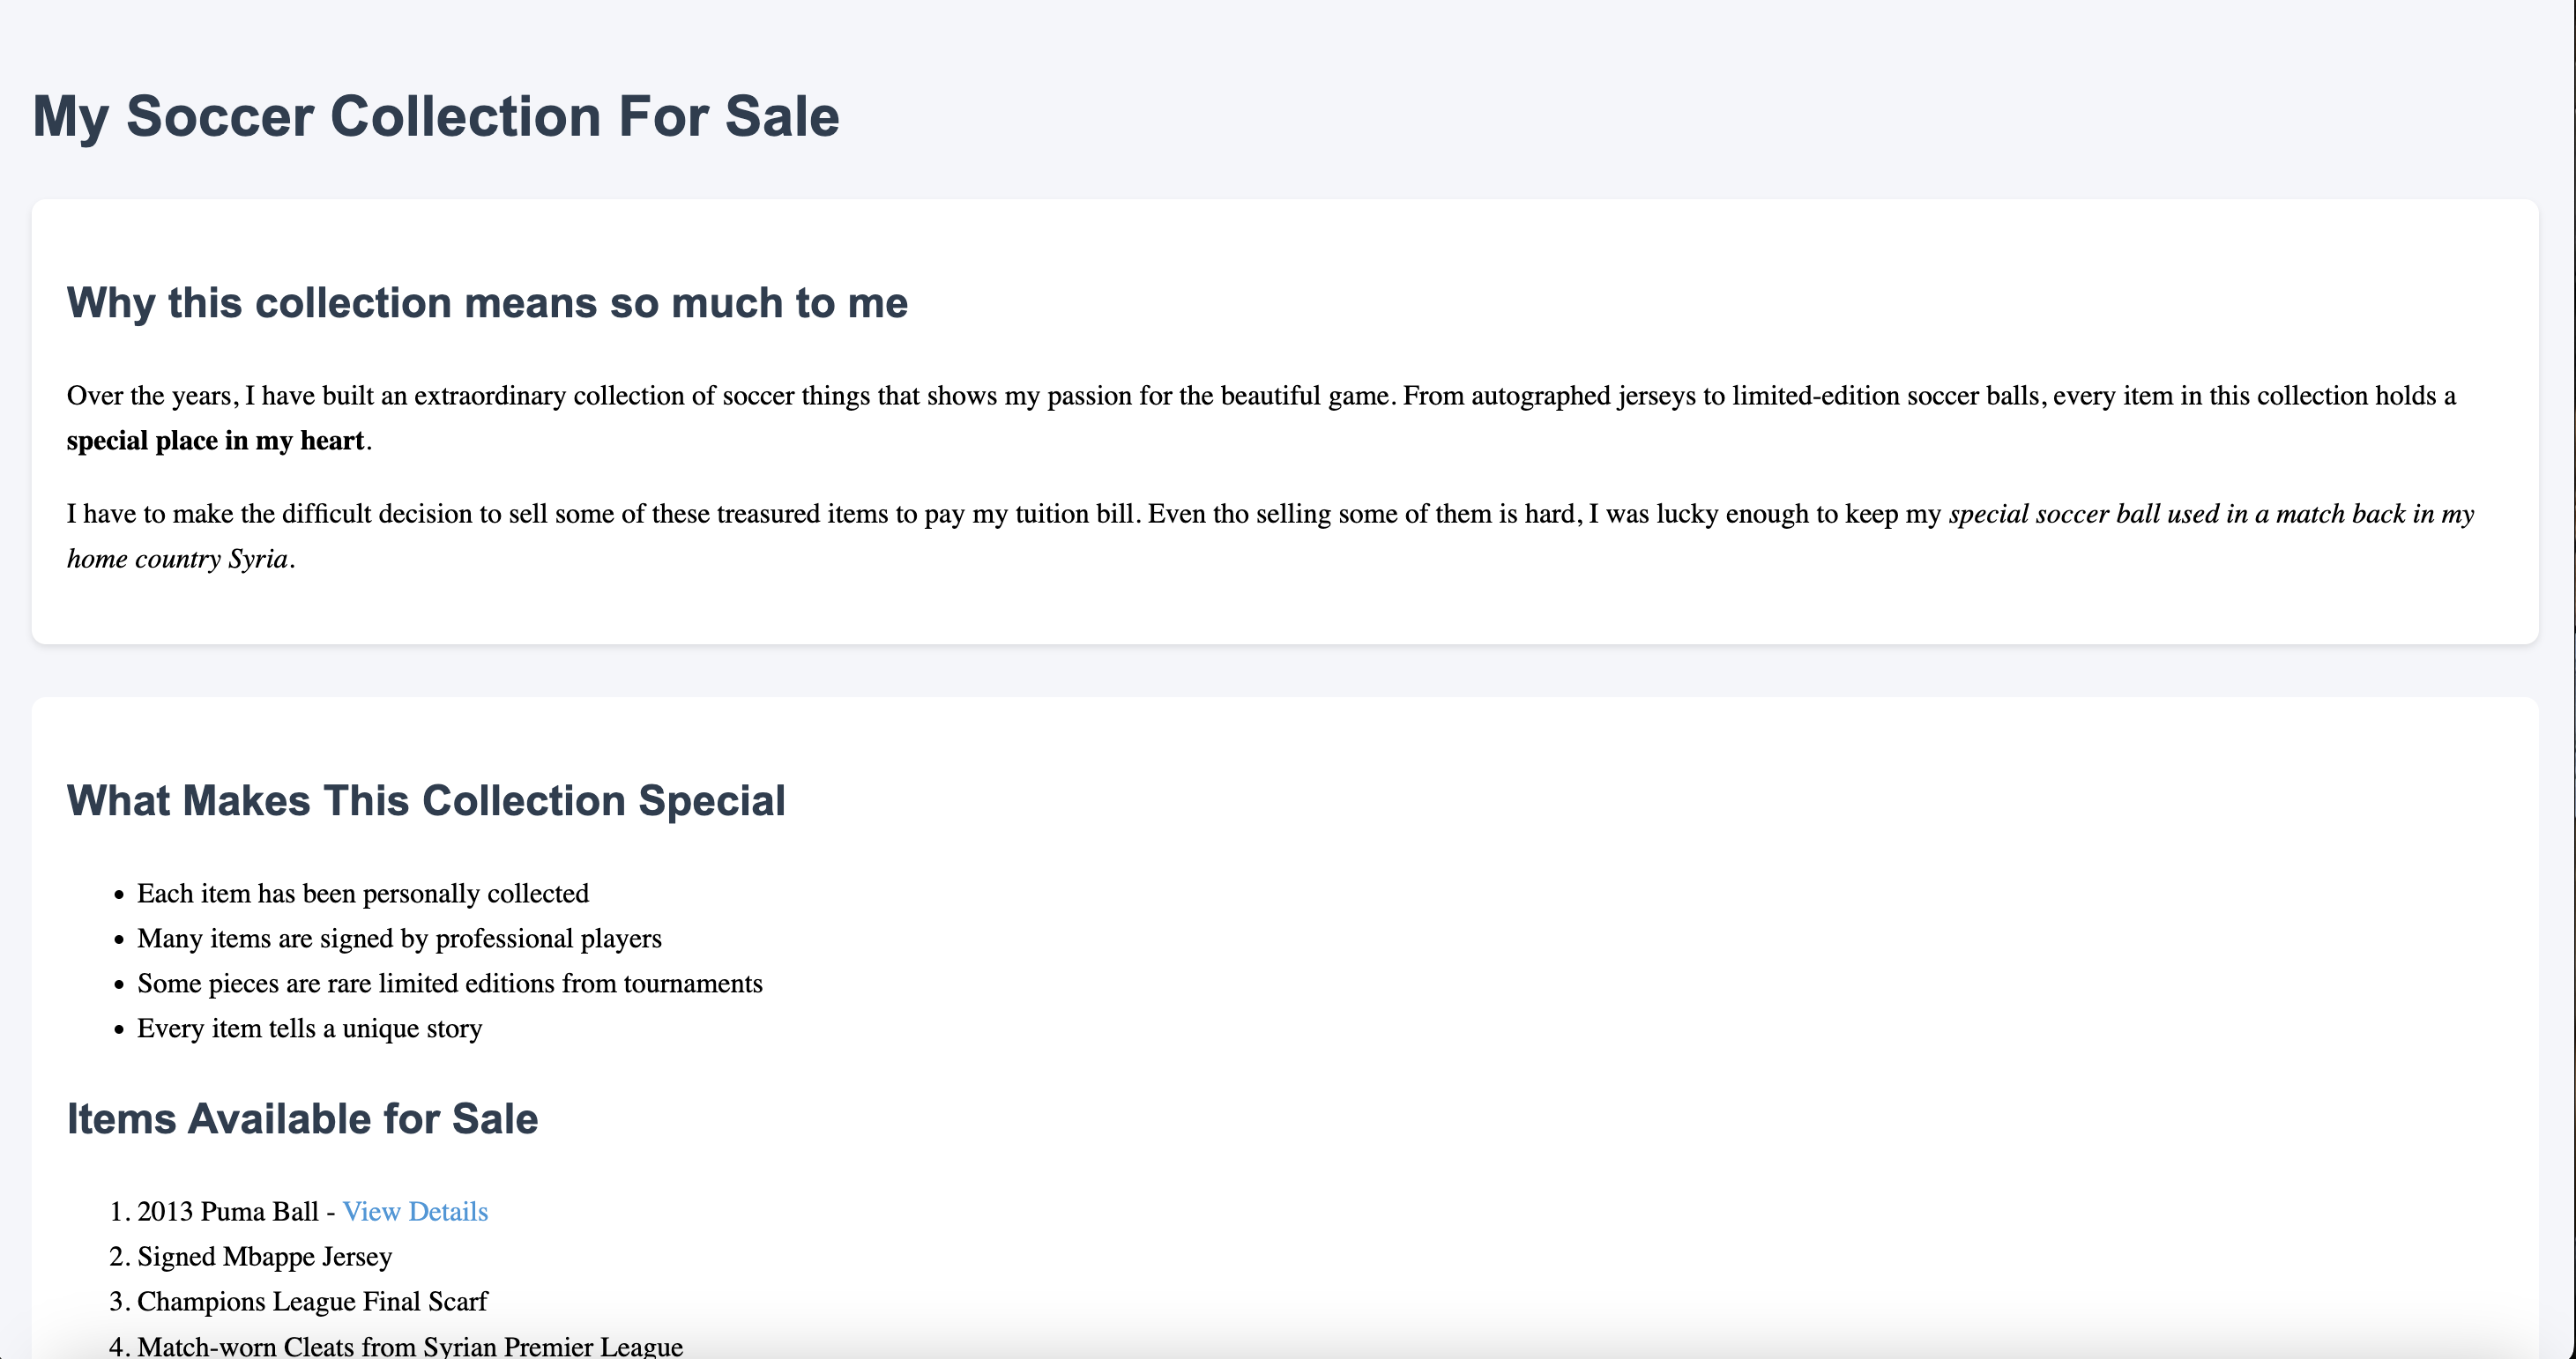 My Soccer Collection For Sale
Why this collection means so much to me
Over the years, I have built an extraordinary collection of soccer things that shows my passion for the beautiful game. From autographed jerseys to limited-edition soccer balls, every item in this collection holds a
special place in my heart.
I have to make the difficult decision to sell some of these treasured items to pay my tuition bill. Even tho selling some of them is hard, I was lucky enough to keep my special soccer ball used in a match back in my
home country Syria.
What Makes This Collection Special
• Each item has been personally collected
• Many items are signed by professional players
• Some pieces are rare limited editions from tournaments
• Every item tells a unique story
Items Available for Sale
1. 2013 Puma Ball - View Details
2. Signed Mbappe Jersey
3. Champions League Final Scarf
4. Match-worn Cleats from Syrian Premier League